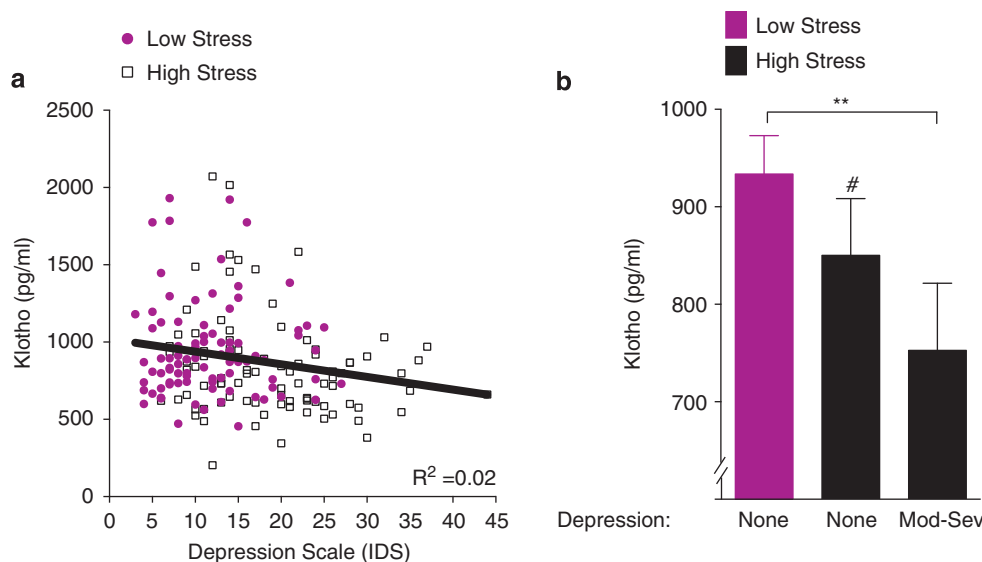 Low Stress
High Stress
a
2500
2000
1500
1000
500
0
Klotho (pg/ml)
R² =0.02
0 5 10 15 20 25 30 35 40 45
Depression Scale (IDS)
Low Stress
High Stress
b
**
#
1000
900
800
700
Klotho (pg/ml)
Depression: None None Mod-Sev